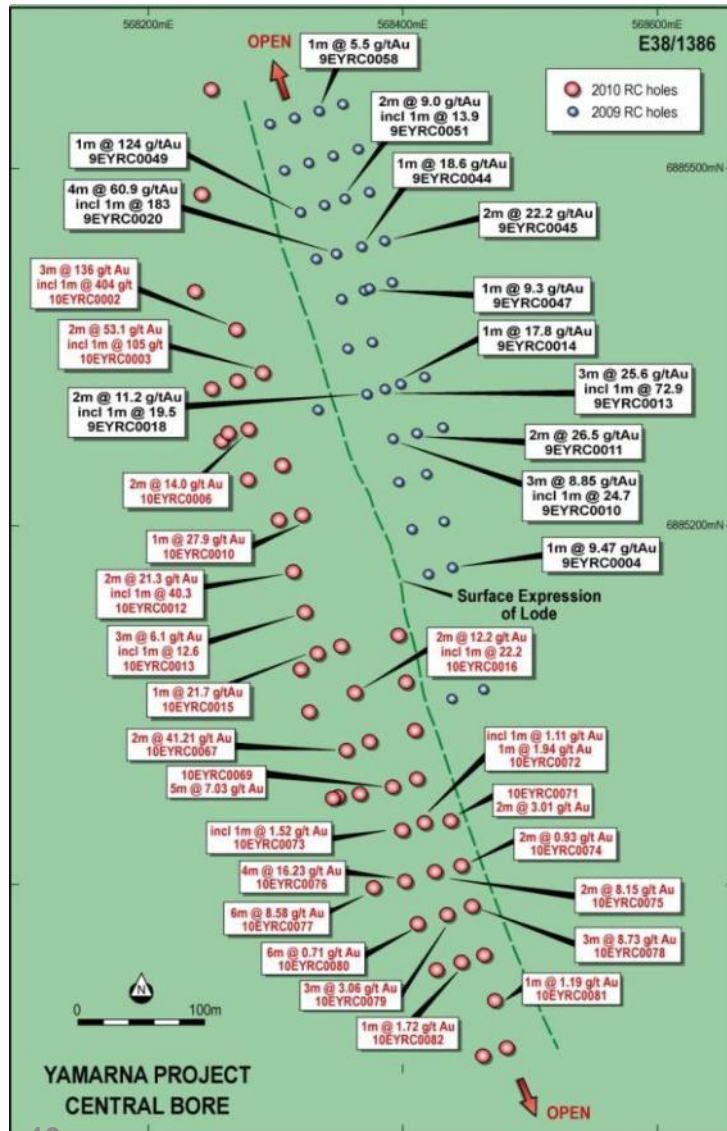 568200mE
568400mE
568600mE
E38/1386
OPEN
1m @ 5.5 g/tAu
9EYRC0058
2010 RC holes
2009 RC holes
2m @ 9.0 g/tAu
incl 1m @ 13.9
9EYRC0051
1m @ 124 g/tAu
9EYRC0049
1m @ 18.6 g/tAu
9EYRC0044
6885500mN
4m @ 60.9 g/tAu
incl 1m @ 183
9EYRC0020
2m @ 22.2 g/tAu
9EYRC0045
3m @ 136 g/t Au
incl 1m @ 404 g/t
10EYRC0002
1m @ 9.3 g/tAu
9EYRC0047
2m @ 53.1 g/t Au
incl 1m @ 105 g/t
10EYRC0003
1m @ 17.8 g/tAu
9EYRC0014
2m @ 11.2 g/tAu
incl 1m @ 19.5
9EYRC0018
3m @ 25.6 g/tAu
incl 1m @ 72.9
9EYRC0013
2m @ 26.5 g/tAu
9EYRC0011
2m @ 14.0 g/t Au
10EYRC0006
3m @ 8.85 g/tAu
incl 1m @ 24.7
9EYRC0010
1m @ 27.9 g/t Au
10EYRC0010
6885200mN
1m @ 9.47 g/tAu
9EYRC0004
2m @ 21.3 g/t Au
incl 1m @ 40.3
10EYRC0012
Surface Expression
of Lode
3m @ 6.1 g/t Au
incl 1m @ 12.6
10EYRC0013
2m @ 12.2 g/t Au
incl 1m @ 22.2
10EYRC0016
1m @ 21.7 g/tAu
10EYRC0015
2m @ 41.21 g/t Au
10EYRC0067
incl 1m @ 1.11 g/t Au
1m @ 1.94 g/t Au
10EYRC0072
10EYRC0069
5m @ 7.03 g/t Au
10EYRC0071
2m @ 3.01 g/t Au
incl 1m @ 1.52 g/t Au
10EYRC0073
2m @ 0.93 g/t Au
10EYRC0074
4m @ 16.23 g/t Au
10EYRC0076
2m @ 8.15 g/t Au
10EYRC0075
6m @ 8.58 g/t Au
10EYRC0077
3m @ 8.73 g/t Au
10EYRC0078
6m @ 0.71 g/t Au
10EYRC0080
3m @ 3.06 g/t Au
10EYRC0079
1m @ 1.19 g/t Au
10EYRC0081
1m @ 1.72 g/t Au
10EYRC0082
N
0
100m
YAMARNA PROJECT
CENTRAL BORE
OPEN